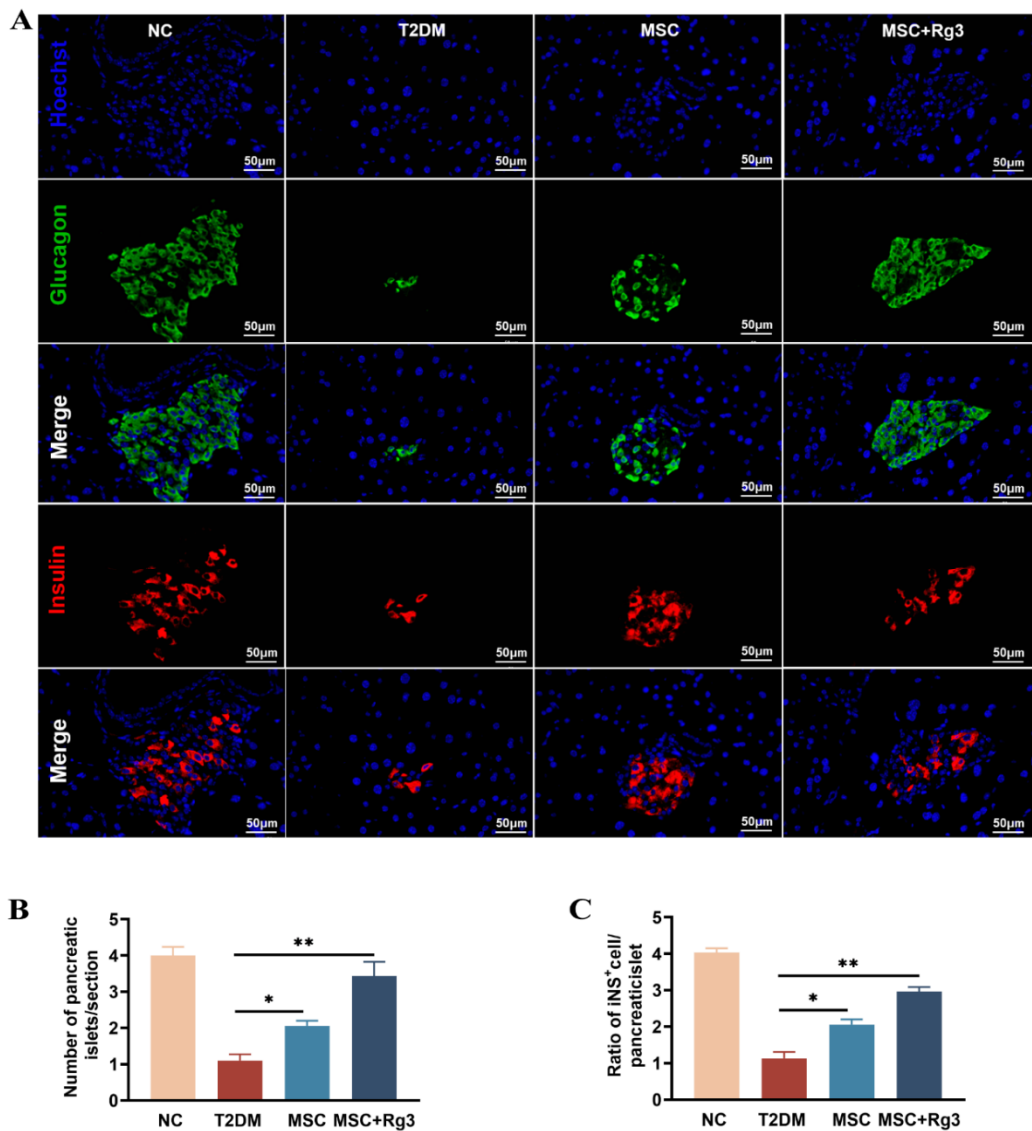 A
NC
T2DM
MSC
MSC+Rg3
Hoechst
50μm
50μm
50μm
50μm
Glucagon
50μm
50μm
50μm
50μm
Merge
50μm
50μm
50μm
50μm
Insulin
50μm
50μm
50μm
50μm
Merge
50μm
50μm
50μm
50μm
B
Number of pancreatic
islets/section
5
4
3
2
1
0
**
*
NC
T2DM
MSC
MSC+Rg3
C
Ratio of iNS⁺cell/
pancreaticislet
5
4
3
2
1
0
**
*
NC
T2DM
MSC
MSC+Rg3